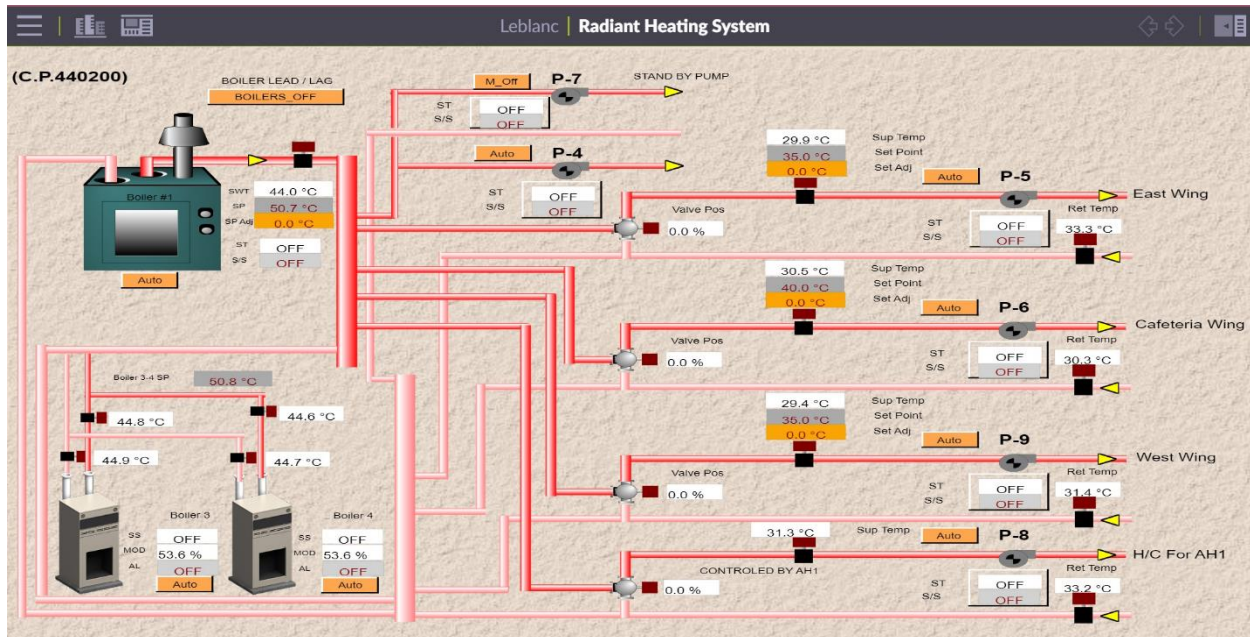 Leblanc | Radiant Heating System
(C.P.440200)
BOILER LEAD / LAG
BOILERS_OFF
M_Off
P-7
STAND BY PUMP
ST OFF
S/S OFF
Auto
P-4
ST OFF
S/S OFF
Boiler #1
SWT 44.0 °C
SP 50.7 °C
SP Adj 0.0 °C
ST OFF
S/S OFF
Auto
29.9 °C Sup Temp
35.0 °C Set Point
0.0 °C Set Adj
Auto
P-5
East Wing
Valve Pos
0.0 %
ST OFF
S/S OFF
Ret Temp
33.3 °C
30.5 °C Sup Temp
40.0 °C Set Point
0.0 °C Set Adj
Auto
P-6
Cafeteria Wing
Valve Pos
0.0 %
ST OFF
S/S OFF
Ret Temp
30.3 °C
29.4 °C Sup Temp
35.0 °C Set Point
0.0 °C Set Adj
Auto
P-9
West Wing
Valve Pos
0.0 %
ST OFF
S/S OFF
Ret Temp
31.4 °C
31.3 °C Sup Temp
Auto
P-8
H/C For AH1
CONTROLED BY AH1
0.0 %
ST OFF
S/S OFF
Ret Temp
33.2 °C
Boiler 3-4 SP 50.8 °C
44.8 °C
44.6 °C
44.9 °C
44.7 °C
Boiler 3
SS OFF
MOD 53.6 %
AL OFF
Auto
Boiler 4
SS OFF
MOD 53.6 %
AL OFF
Auto